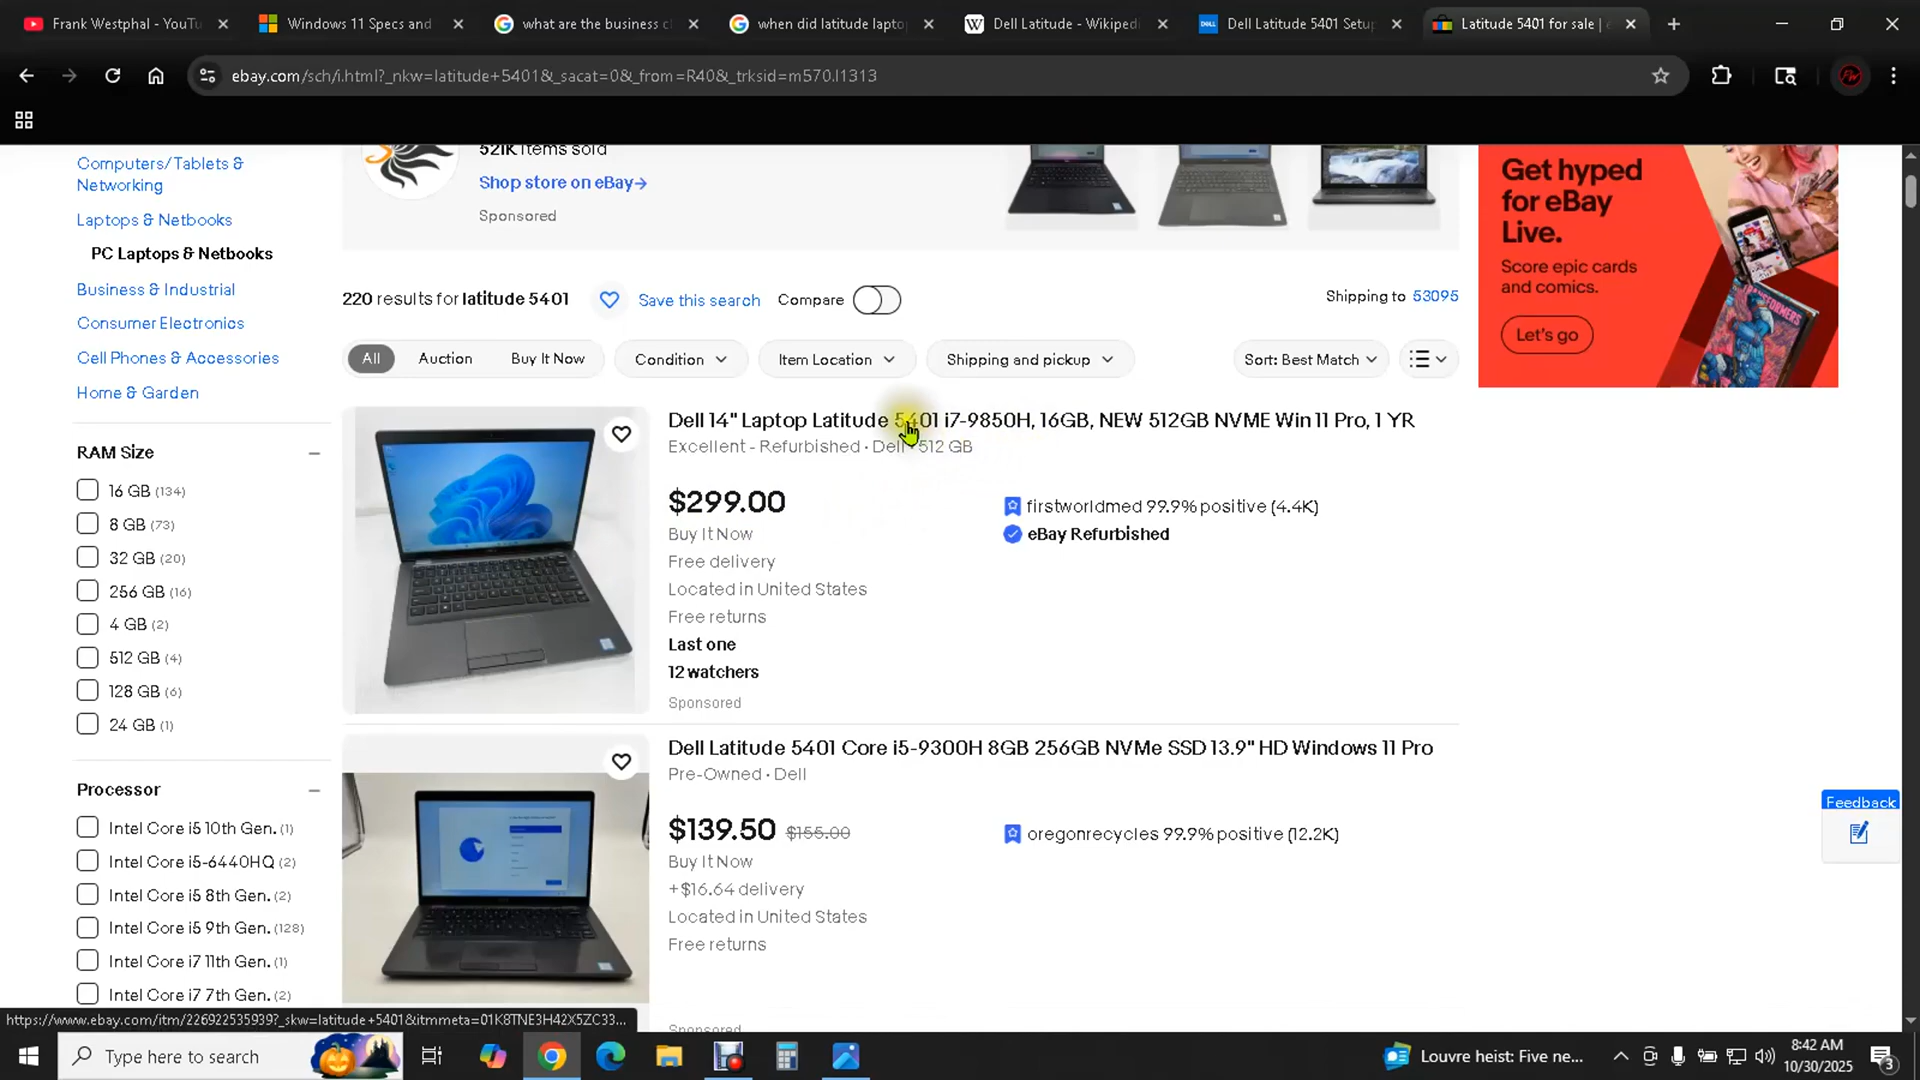 Frank Westphal - YouTu
Windows 11 Specs and
what are the business c
when did latitude lapto
Dell Latitude - Wikiped
Dell Latitude 5401 Setup
Latitude 5401 for sale | e
ebay.com/sch/i.html?_nkw=latitude+5401&_sacat=0&_from=R40&_trksid=m570.l1313
Computers/Tablets &
Networking
Laptops & Netbooks
PC Laptops & Netbooks
Business & Industrial
Consumer Electronics
Cell Phones & Accessories
Home & Garden
RAM Size
16 GB (134)
8 GB (73)
32 GB (20)
256 GB (16)
4 GB (2)
512 GB (4)
128 GB (6)
24 GB (1)
Processor
Intel Core i5 10th Gen. (1)
Intel Core i5-6440HQ (2)
Intel Core i5 8th Gen. (2)
Intel Core i5 9th Gen. (128)
Intel Core i7 11th Gen. (1)
Intel Core i7 7th Gen. (2)
521K items sold
Shop store on eBay→
Sponsored
220 results for latitude 5401
Save this search
Compare
Shipping to 53095
All
Auction
Buy It Now
Condition
Item Location
Shipping and pickup
Sort: Best Match
Dell 14" Laptop Latitude 5401 i7-9850H, 16GB, NEW 512GB NVME Win 11 Pro, 1 YR
Excellent - Refurbished · Dell · 512 GB
$299.00
Buy It Now
Free delivery
Located in United States
Free returns
Last one
12 watchers
Sponsored
firstworldmed 99.9% positive (4.4K)
eBay Refurbished
Dell Latitude 5401 Core i5-9300H 8GB 256GB NVMe SSD 13.9" HD Windows 11 Pro
Pre-Owned · Dell
$139.50 $155.00
Buy It Now
+$16.64 delivery
Located in United States
Free returns
Sponsored
oregonrecycles 99.9% positive (12.2K)
Get hyped
for eBay
Live.
Score epic cards
and comics.
Let's go
Feedback
https://www.ebay.com/itm/226922535939?_skw=latitude+5401&itmmeta=01K8TNE3H42X5ZC33...
Type here to search
Louvre heist: Five ne...
8:42 AM
10/30/2025
3